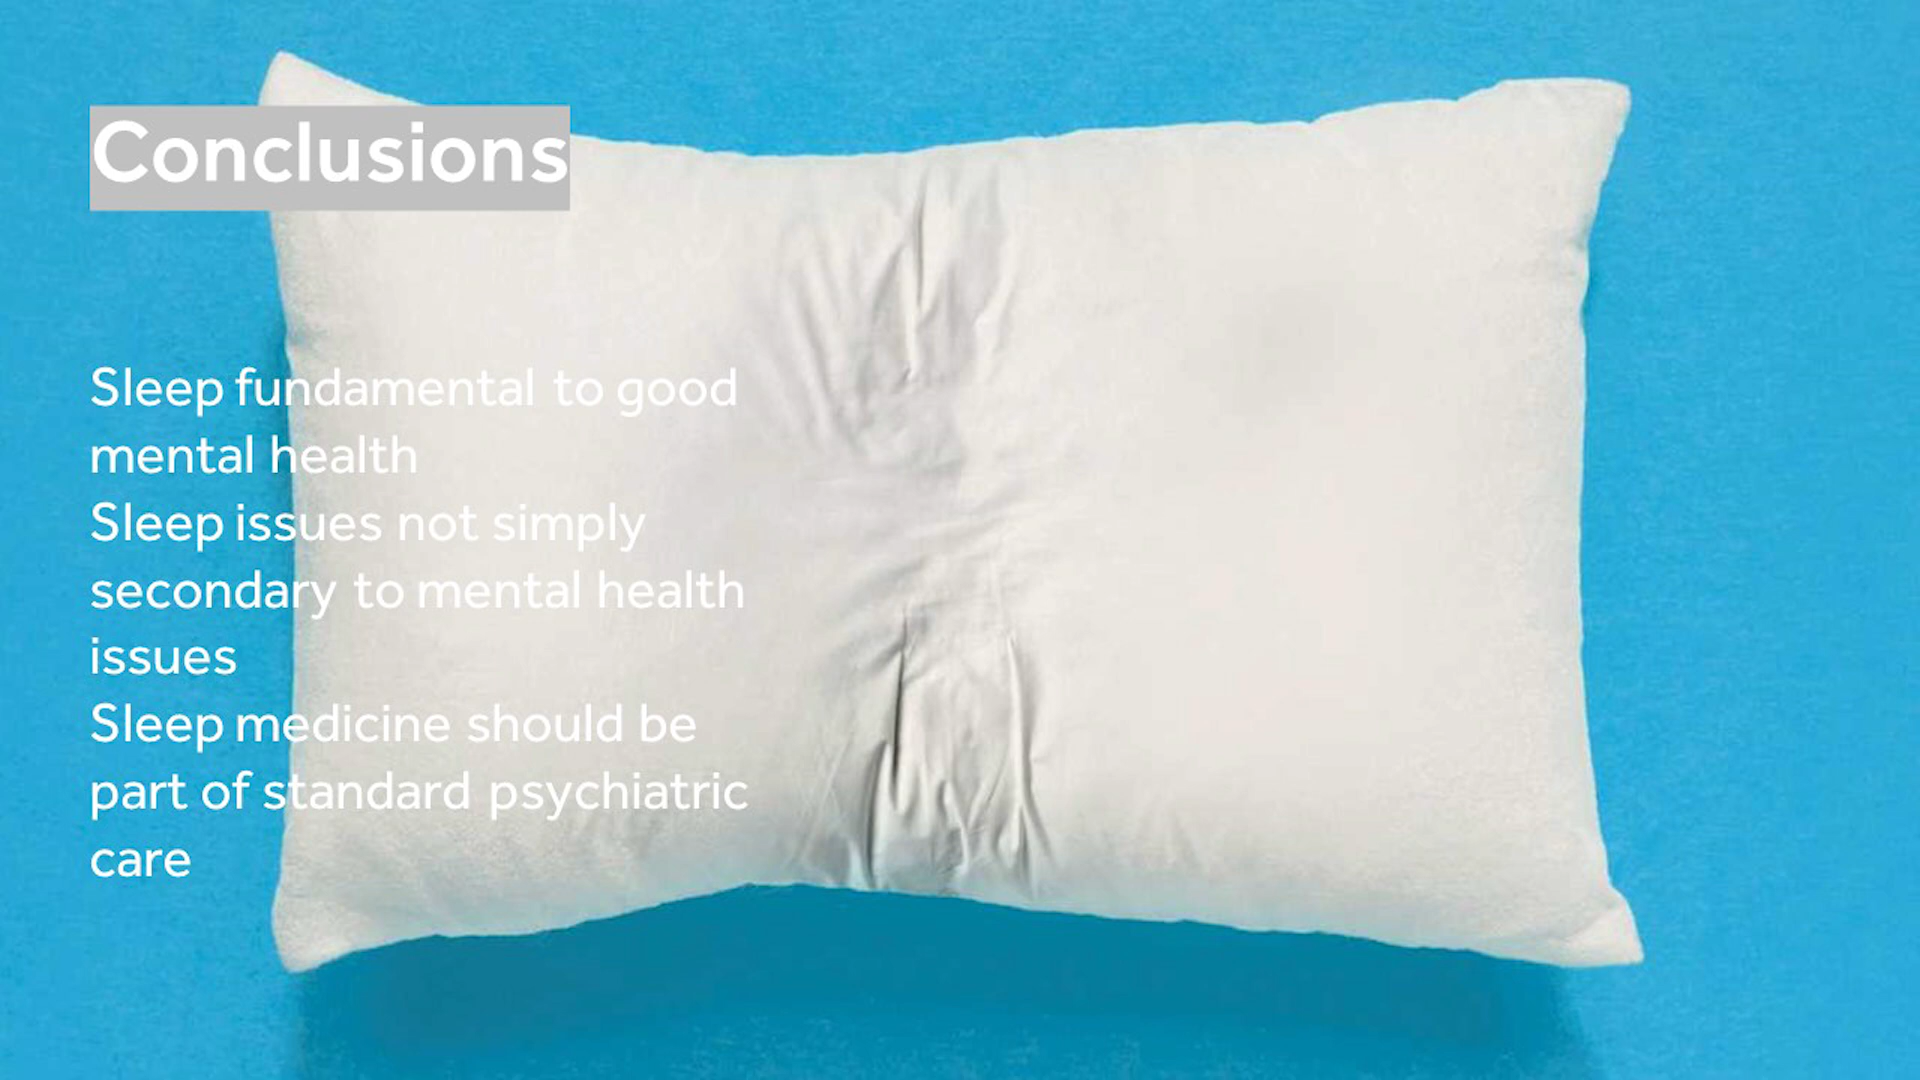 Conclusions
Sleep fundamental to good
mental health
Sleep issues not simply
secondary to mental health
issues
Sleep medicine should be
part of standard psychiatric
care